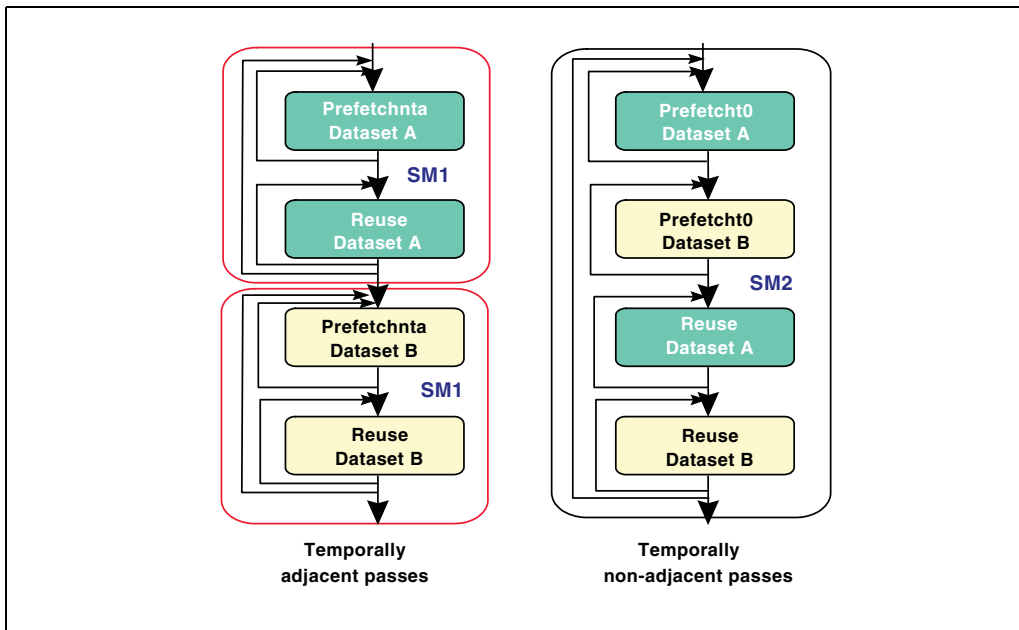 Prefetchnta
Dataset A
SM1
Reuse
Dataset A
Prefetchnta
Dataset B
SM1
Reuse
Dataset B
Temporally
adjacent passes
Prefetcht0
Dataset A
Prefetcht0
Dataset B
SM2
Reuse
Dataset A
Reuse
Dataset B
Temporally
non-adjacent passes